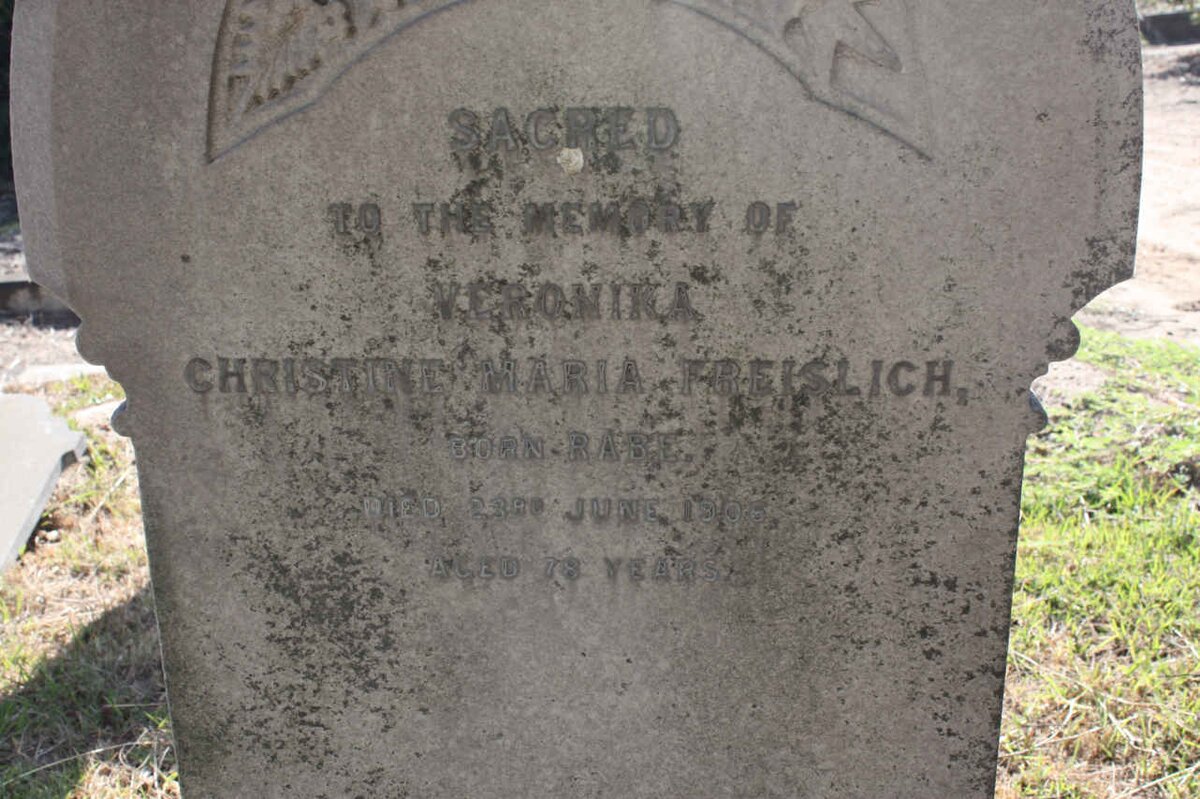 SACRED
TO THE MEMORY OF
VERONIKA
CHRISTINE MARIA FREISLICH,
BORN RABE.
DIED 23RD JUNE 1906
AGED 78 YEARS.